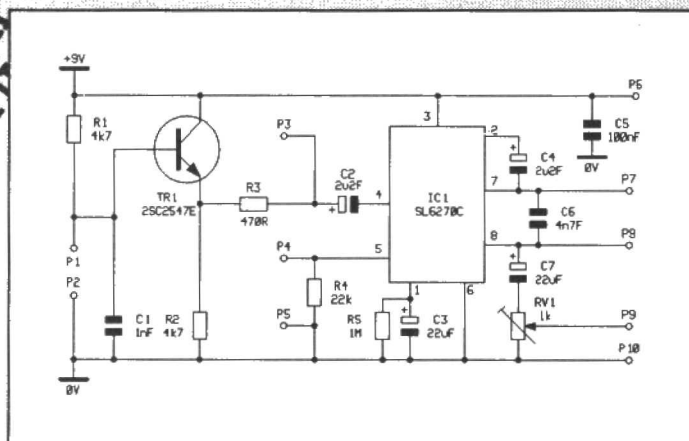 +9V
P6
R1
4k7
3
C5
100nF
P3
2
0V
C4
2u2F
C2
2u2F
TR1
2SC2547E
R3
470R
4
IC1
SL6270C
7
P7
C6
4n7F
8
P9
P4
5
C7
22uF
P1
P2
R4
22k
1
6
RV1
1k
P9
C1
1nF
R2
4k7
P5
R5
1M
C3
22uF
P10
0V